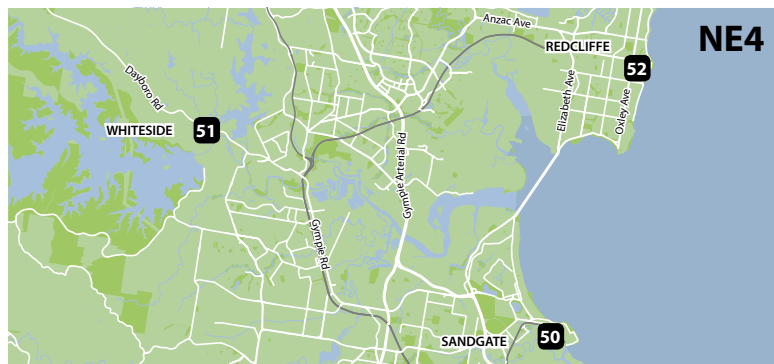 Anzac Ave
NE4
REDCLIFFE
52
Dayboro Rd
Elizabeth Ave
Oxley Ave
WHITESIDE
51
Gympie Arterial Rd
Gympie Rd
SANDGATE
50